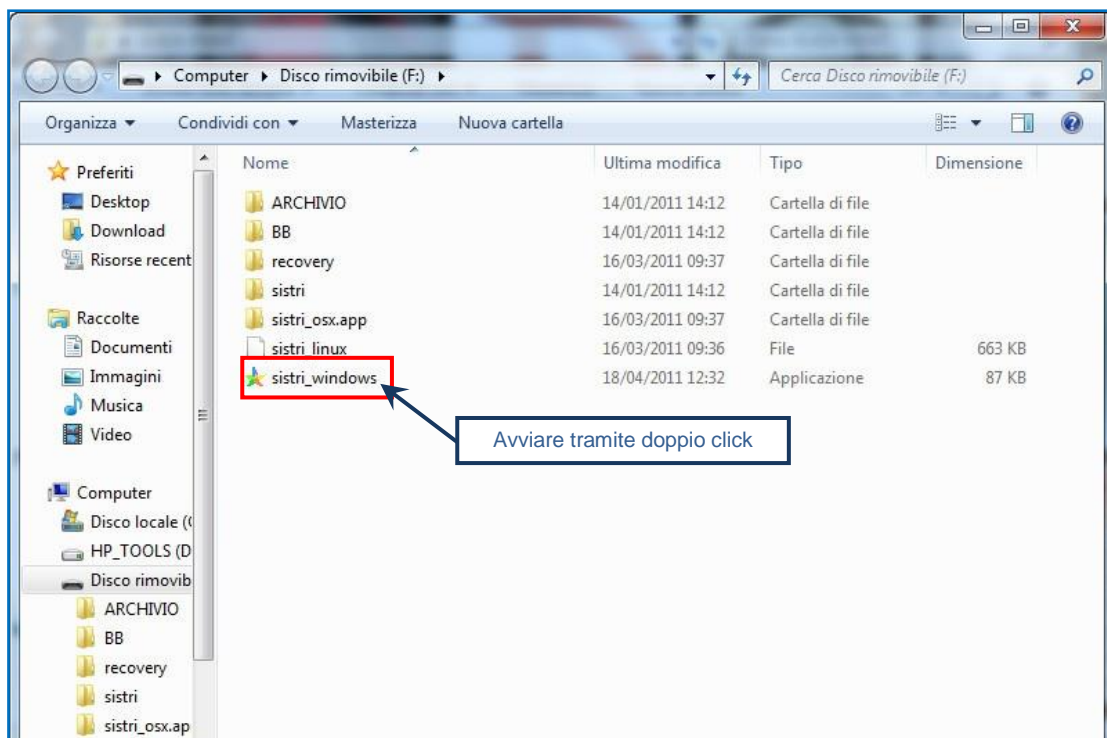 Computer Disco rimovibile (F:) Cerca Disco rimovibile (F:)
Organizza Condividi con Masterizza Nuova cartella
Preferiti
Desktop
Download
Risorse recent
Raccolte
Documenti
Immagini
Musica
Video
Computer
Disco locale (
HP_TOOLS (D
Disco rimovib
ARCHIVIO
BB
recovery
sistri
sistri_osx.ap
Nome Ultima modifica Tipo Dimensione
ARCHIVIO 14/01/2011 14:12 Cartella di file
BB 14/01/2011 14:12 Cartella di file
recovery 16/03/2011 09:37 Cartella di file
sistri 14/01/2011 14:12 Cartella di file
sistri_osx.app 16/03/2011 09:37 Cartella di file
sistri_linux 16/03/2011 09:36 File 663 KB
sistri_windows 18/04/2011 12:32 Applicazione 87 KB
Avviare tramite doppio click